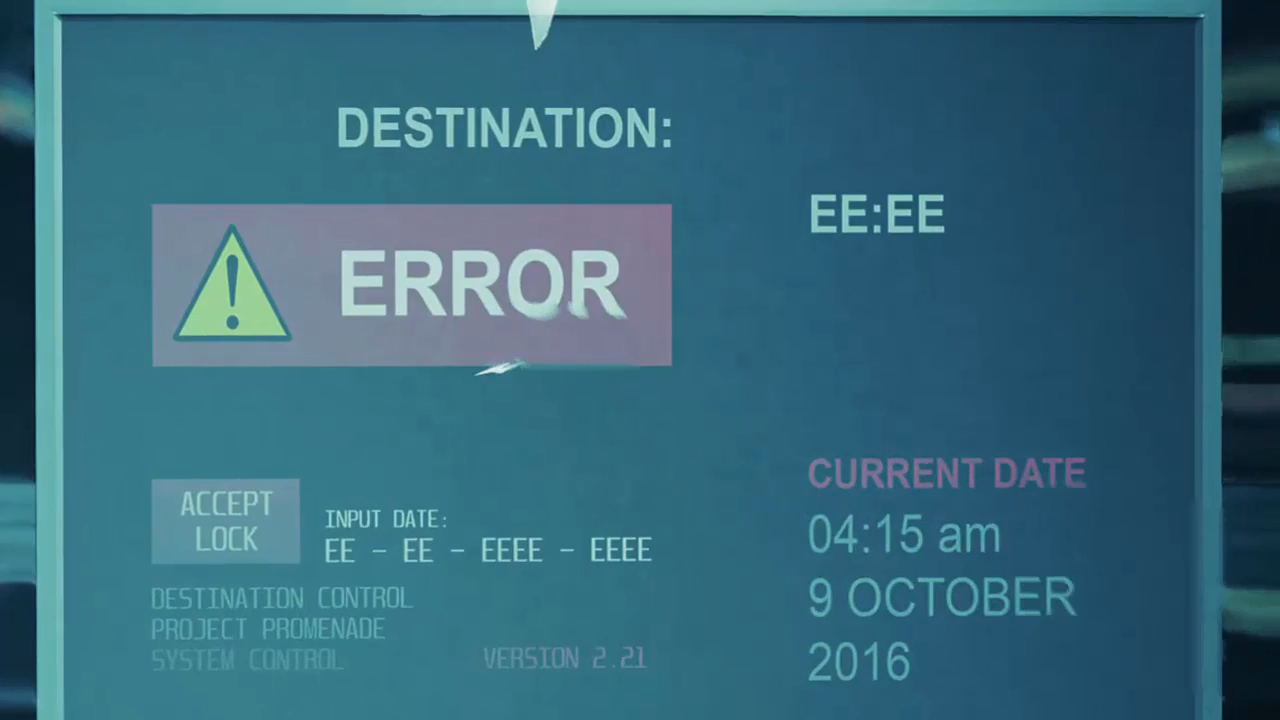 DESTINATION:
EE:EE
ERROR
ACCEPT
LOCK
INPUT DATE:
EE - EE - EEEE - EEEE
DESTINATION CONTROL
PROJECT PROMENADE
SYSTEM CONTROL
VERSION 2.21
CURRENT DATE
04:15 am
9 OCTOBER
2016